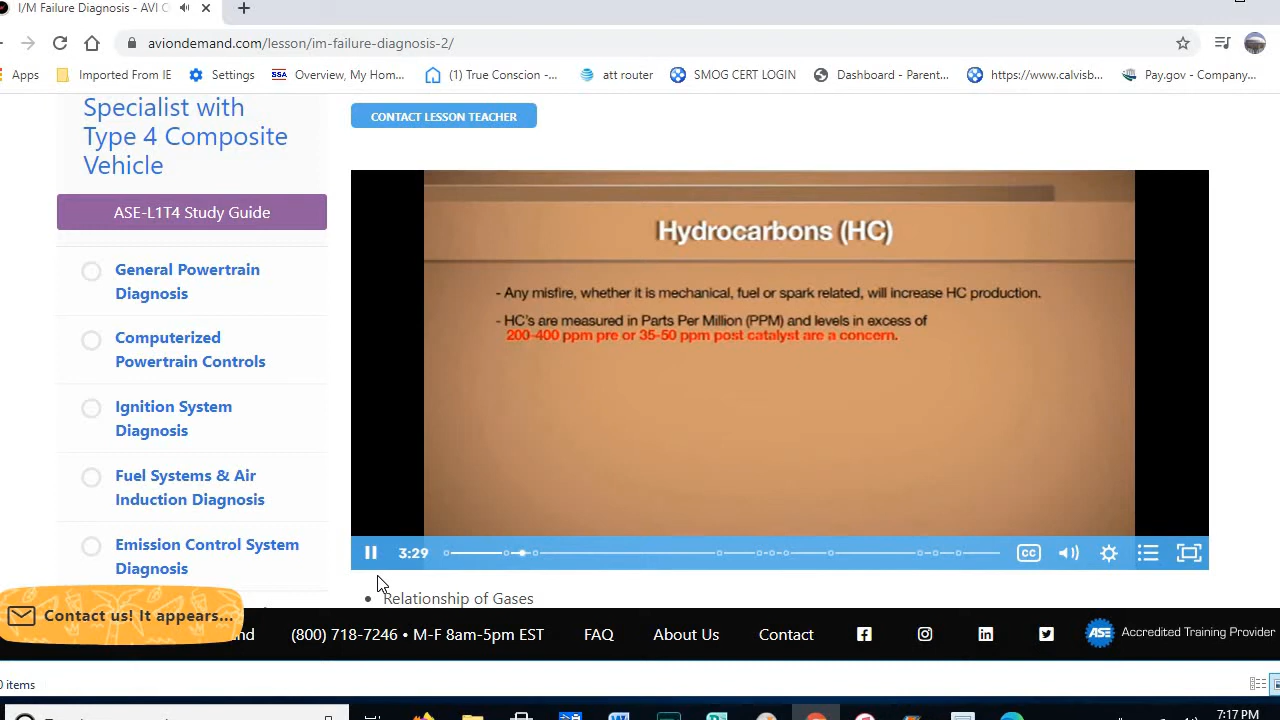 I/M Failure Diagnosis - AVI C
aviondemand.com/lesson/im-failure-diagnosis-2/
Apps
Imported From IE
Settings
SSA
Overview, My Hom...
(1) True Conscion -...
att router
SMOG CERT LOGIN
Dashboard - Parent...
https://www.calvisb...
Pay.gov - Company...
Specialist with
Type 4 Composite
Vehicle
ASE-L1T4 Study Guide
General Powertrain
Diagnosis
Computerized
Powertrain Controls
Ignition System
Diagnosis
Fuel Systems & Air
Induction Diagnosis
Emission Control System
Diagnosis
CONTACT LESSON TEACHER
Hydrocarbons (HC)
- Any misfire, whether it is mechanical, fuel or spark related, will increase HC production.
- HC's are measured in Parts Per Million (PPM) and levels in excess of
200-400 ppm pre or 35-50 ppm post catalyst are a concern.
3:29
CC
• Relationship of Gases
Contact us! It appears...
nd
(800) 718-7246 • M-F 8am-5pm EST
FAQ
About Us
Contact
ASE
Accredited Training Provider
0 items
7:17 PM